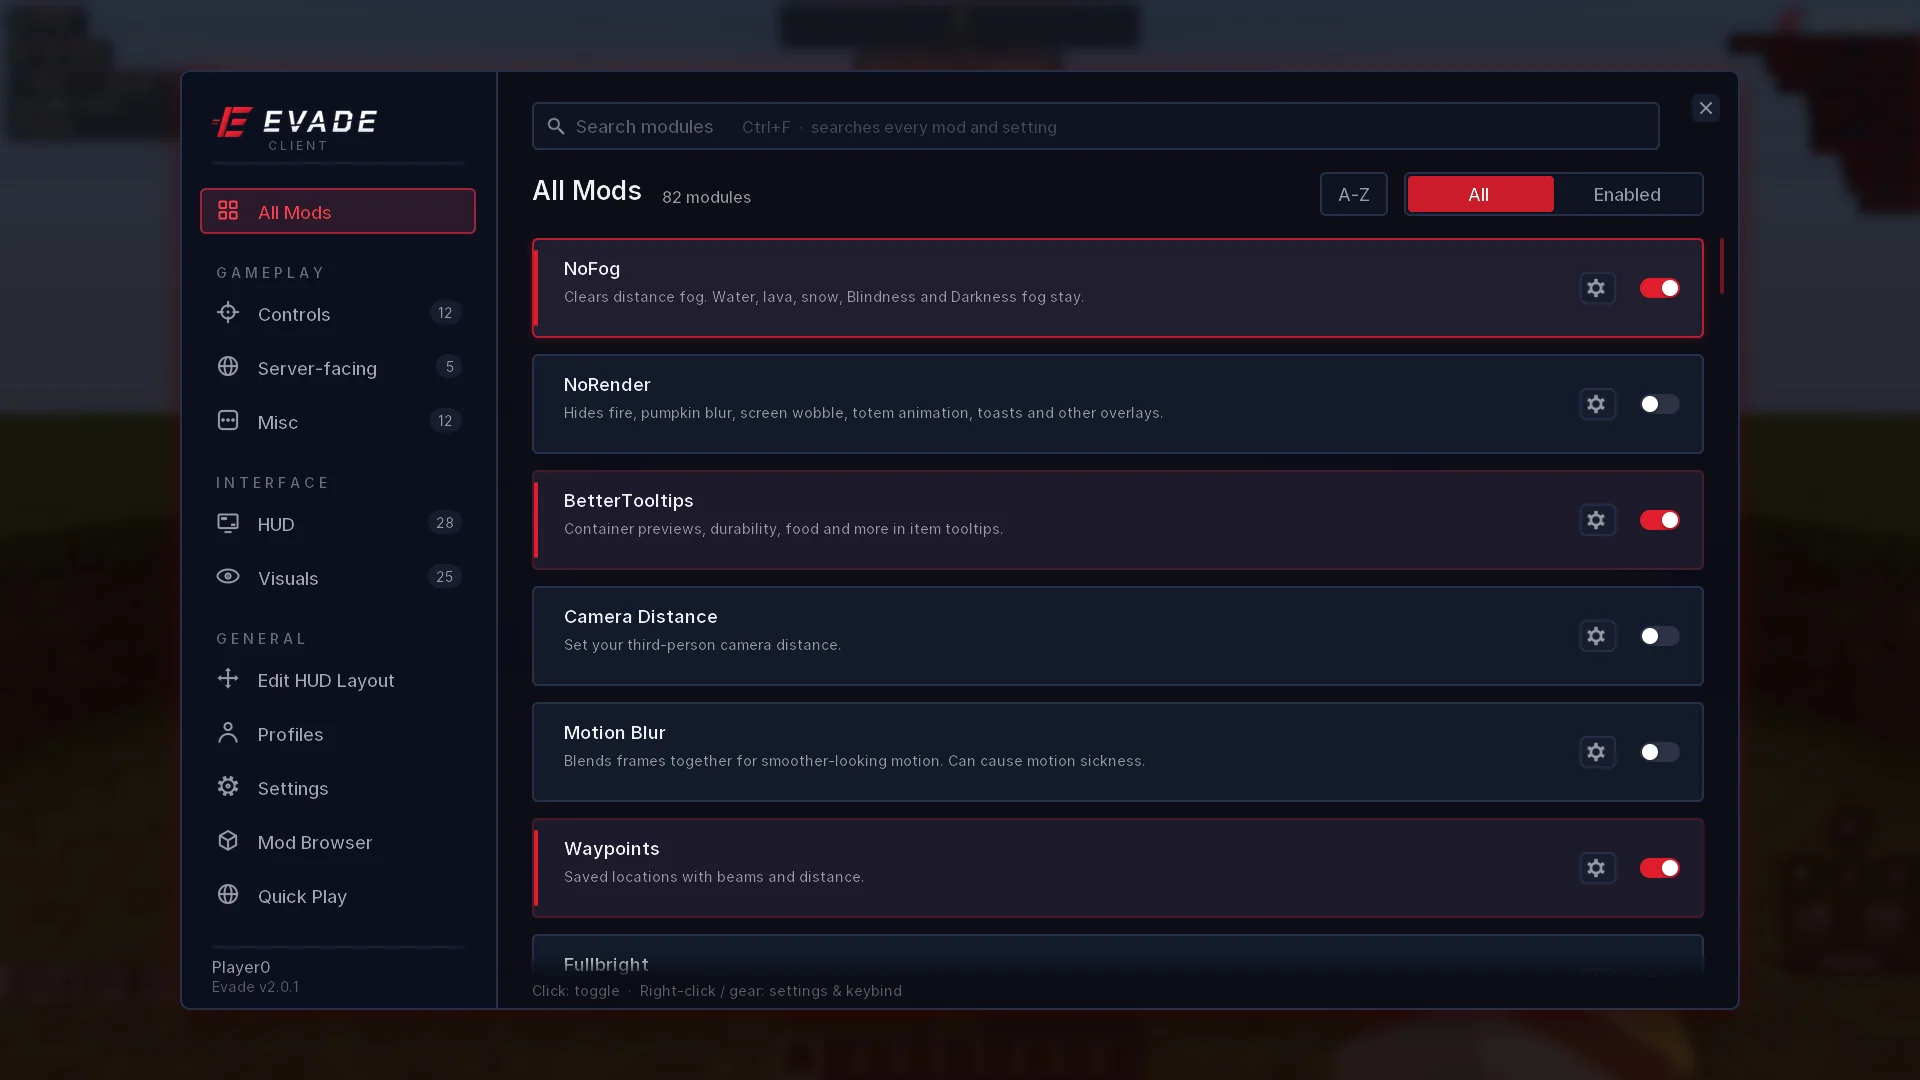 EVADE
CLIENT
All Mods
GAMEPLAY
Controls 12
Server-facing 5
Misc 12
INTERFACE
HUD 28
Visuals 25
GENERAL
Edit HUD Layout
Profiles
Settings
Mod Browser
Quick Play
Player0
Evade v2.0.1
Search modules Ctrl+F · searches every mod and setting
All Mods 82 modules
A-Z All Enabled
NoFog
Clears distance fog. Water, lava, snow, Blindness and Darkness fog stay.
NoRender
Hides fire, pumpkin blur, screen wobble, totem animation, toasts and other overlays.
BetterTooltips
Container previews, durability, food and more in item tooltips.
Camera Distance
Set your third-person camera distance.
Motion Blur
Blends frames together for smoother-looking motion. Can cause motion sickness.
Waypoints
Saved locations with beams and distance.
Fullbright
Click: toggle · Right-click / gear: settings & keybind